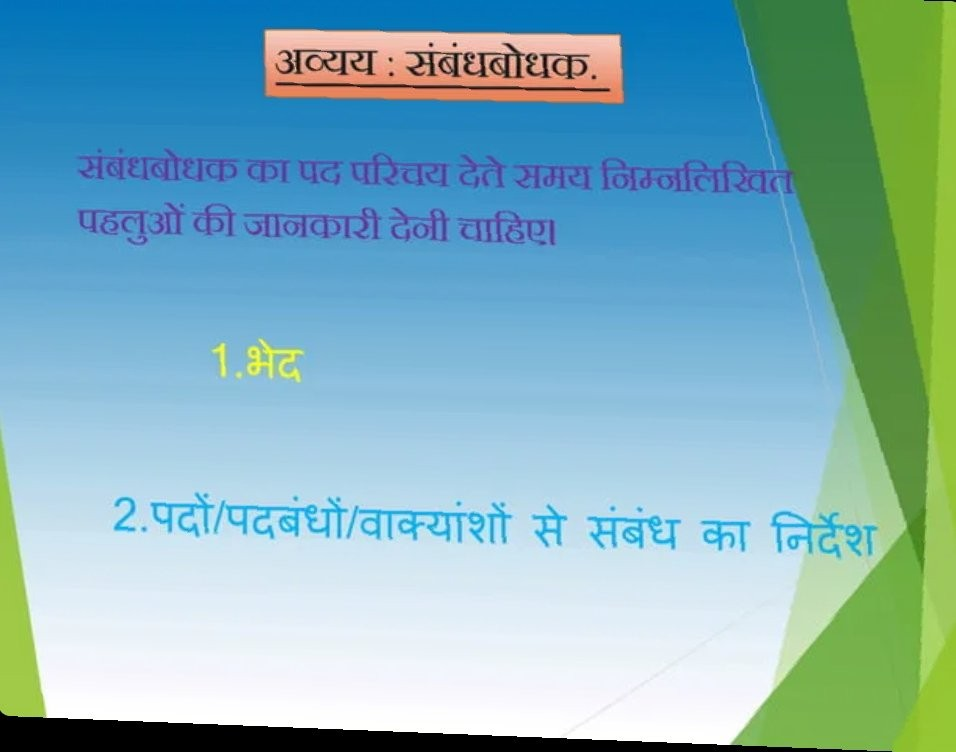 अव्यय : संबंधबोधक.
संबंधबोधक का पद परिचय देते समय निम्नलिखित
पहलुओं की जानकारी देनी चाहिए।
1.भेद
2.पदों/पदबंधों/वाक्यांशों से संबंध का निर्देश